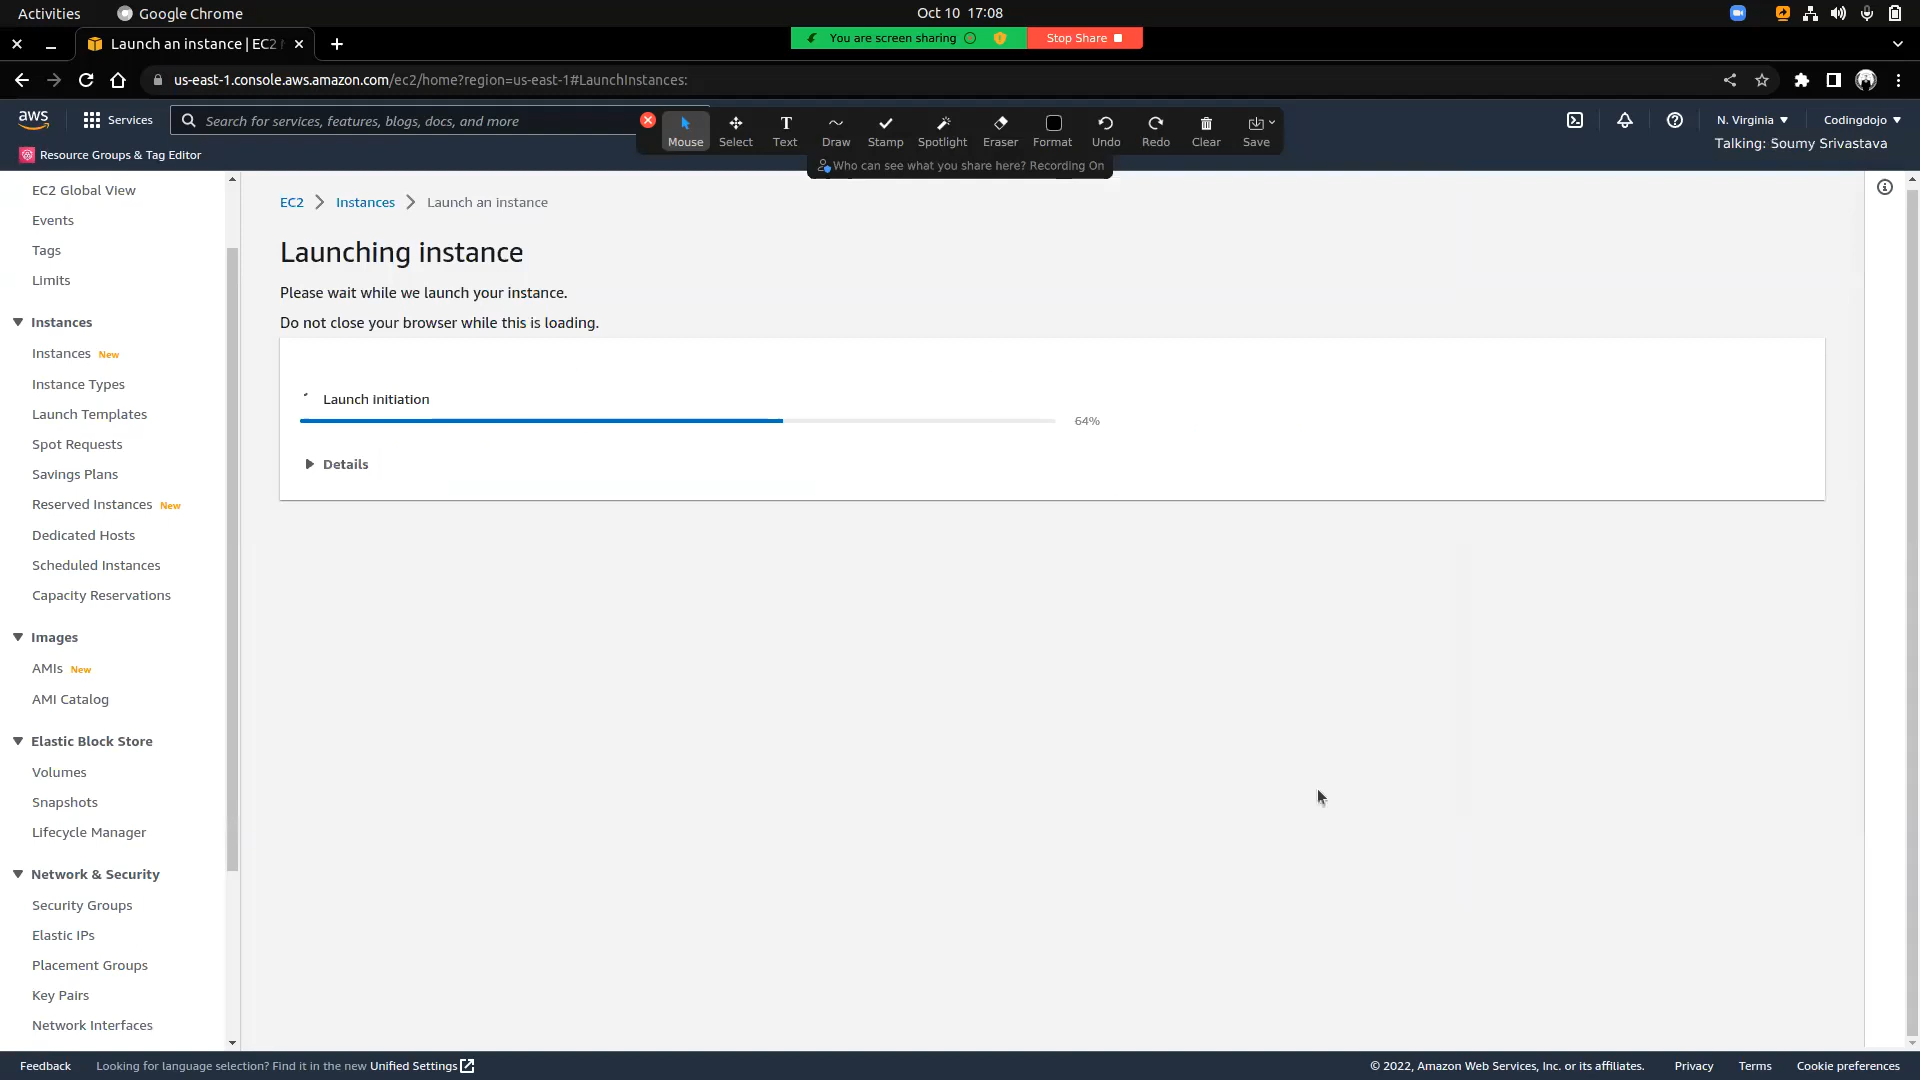 Activities
Google Chrome
Oct 10 17:08
Launch an instance | EC2
You are screen sharing
Stop Share
us-east-1.console.aws.amazon.com/ec2/home?region=us-east-1#LaunchInstances:
aws
Services
Search for services, features, blogs, docs, and more
Mouse
Select
Text
Draw
Stamp
Spotlight
Eraser
Format
Undo
Redo
Clear
Save
N. Virginia
Codingdojo
Who can see what you share here? Recording On
Talking: Soumy Srivastava
Resource Groups & Tag Editor
EC2 Global View
Events
Tags
Limits
Instances
Instances New
Instance Types
Launch Templates
Spot Requests
Savings Plans
Reserved Instances New
Dedicated Hosts
Scheduled Instances
Capacity Reservations
Images
AMIs New
AMI Catalog
Elastic Block Store
Volumes
Snapshots
Lifecycle Manager
Network & Security
Security Groups
Elastic IPs
Placement Groups
Key Pairs
Network Interfaces
EC2
Instances
Launch an instance
Launching instance
Please wait while we launch your instance.
Do not close your browser while this is loading.
Launch initiation
64%
Details
Feedback
Looking for language selection? Find it in the new Unified Settings
© 2022, Amazon Web Services, Inc. or its affiliates.
Privacy
Terms
Cookie preferences